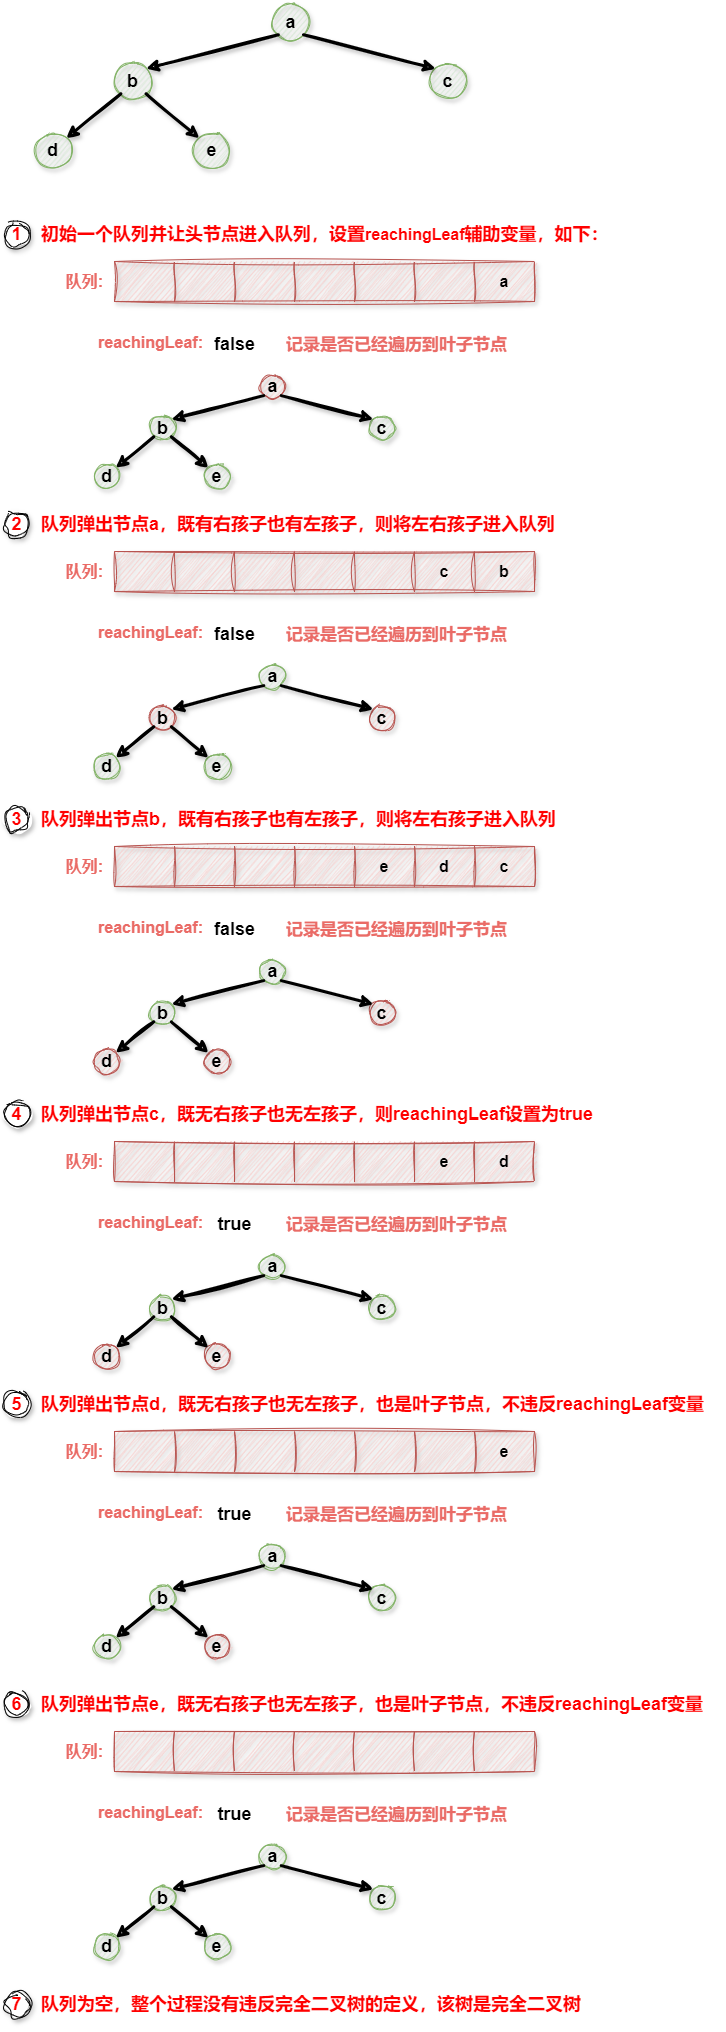 a
b c
d e
1 初始一个队列并让头节点进入队列，设置reachingLeaf辅助变量，如下：
队列： a
reachingLeaf: false 记录是否已经遍历到叶子节点
a
b c
d e
2 队列弹出节点a，既有右孩子也有左孩子，则将左右孩子进入队列
队列： c b
reachingLeaf: false 记录是否已经遍历到叶子节点
a
b c
d e
3 队列弹出节点b，既有右孩子也有左孩子，则将左右孩子进入队列
队列： e d c
reachingLeaf: false 记录是否已经遍历到叶子节点
a
b c
d e
4 队列弹出节点c，既无右孩子也无左孩子，则reachingLeaf设置为true
队列： e d
reachingLeaf: true 记录是否已经遍历到叶子节点
a
b c
d e
5 队列弹出节点d，既无右孩子也无左孩子，也是叶子节点，不违反reachingLeaf变量
队列： e
reachingLeaf: true 记录是否已经遍历到叶子节点
a
b c
d e
6 队列弹出节点e，既无右孩子也无左孩子，也是叶子节点，不违反reachingLeaf变量
队列：
reachingLeaf: true 记录是否已经遍历到叶子节点
a
b c
d e
7 队列为空，整个过程没有违反完全二叉树的定义，该树是完全二叉树